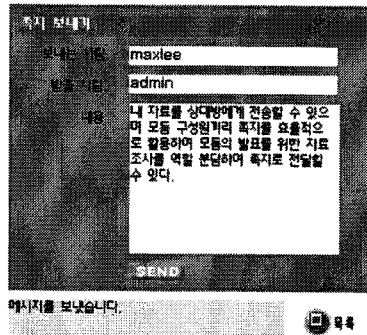 쪽지 보내기
보내는 사람 maxlee
받을 사람 admin
내용
내 자료를 상대방에게 전송할 수 있으
며 모둠 구성원끼리 쪽지를 효율적으
로 활용하여 모둠의 발표를 위한 자료
조사를 역할 분담하여 쪽지로 전달할
수 있다.
SEND
메시지를 보냈습니다.
목록